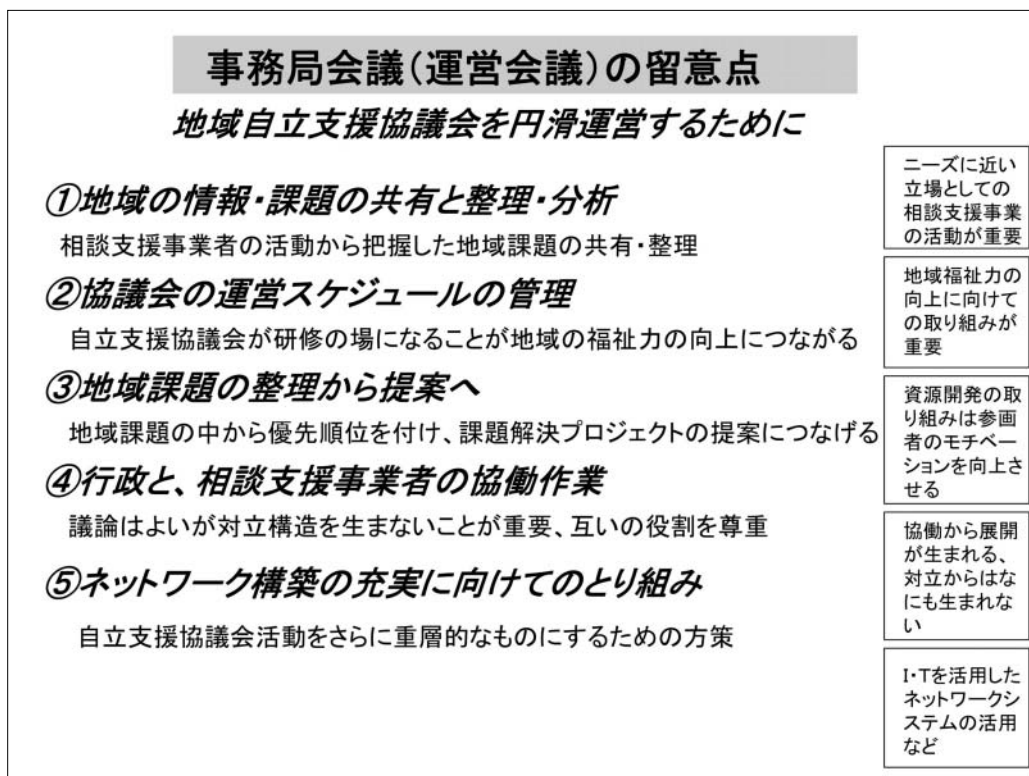 事務局会議(運営会議)の留意点
地域自立支援協議会を円滑運営するために
①地域の情報・課題の共有と整理・分析
相談支援事業者の活動から把握した地域課題の共有・整理
②協議会の運営スケジュールの管理
自立支援協議会が研修の場になることが地域の福祉力の向上につながる
③地域課題の整理から提案へ
地域課題の中から優先順位を付け、課題解決プロジェクトの提案につなげる
④行政と、相談支援事業者の協働作業
議論はよいが対立構造を生まないことが重要、互いの役割を尊重
⑤ネットワーク構築の充実に向けてのとり組み
自立支援協議会活動をさらに重層的なものにするための方策
ニーズに近い
立場としての
相談支援事業
の活動が重要
地域福祉力の
向上に向けて
の取り組みが
重要
資源開発の取
り組みは参画
者のモチベー
ションを向上さ
せる
協働から展開
が生まれる、
対立からはな
にも生まれな
い
I・Tを活用した
ネットワークシ
ステムの活用
など